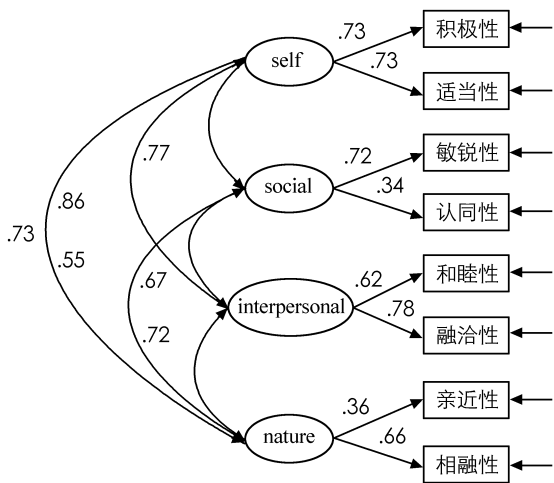 .73
积极性
self
.73
适当性
.77
.72
敏锐性
social
.34
.86
认同性
.73
.55
.67
.62
和睦性
interpersonal
.78
.72
融洽性
.36
亲近性
nature
.66
相融性